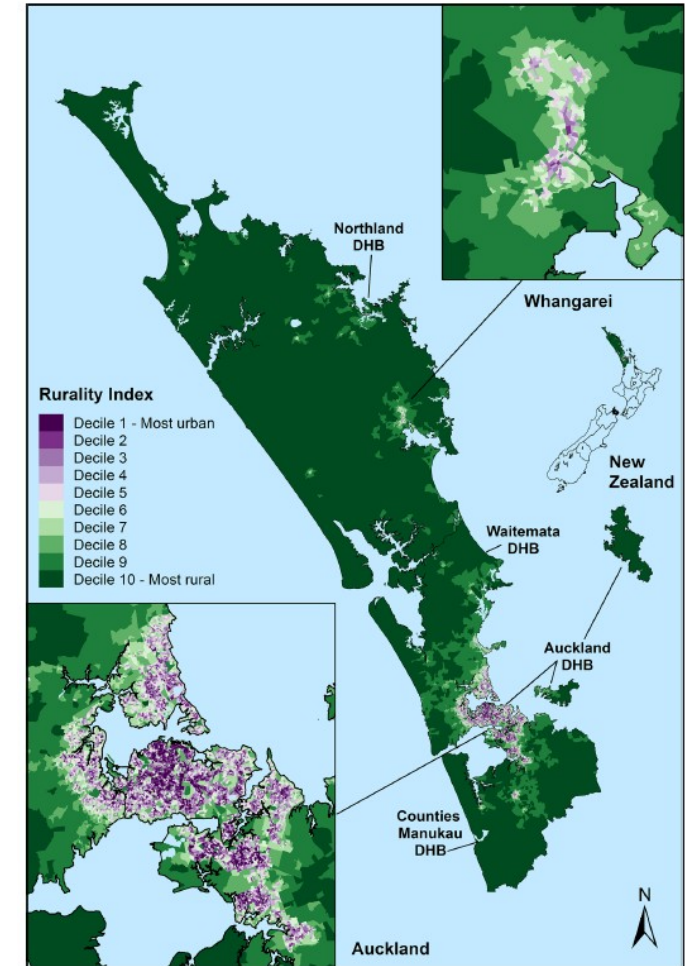 Northland
DHB
Whangarei
Rurality Index
Decile 1 - Most urban
Decile 2
Decile 3
Decile 4
Decile 5
Decile 6
Decile 7
Decile 8
Decile 9
Decile 10 - Most rural
New
Zealand
Waitemata
DHB
Auckland
DHB
Counties
Manukau
DHB
Auckland
N